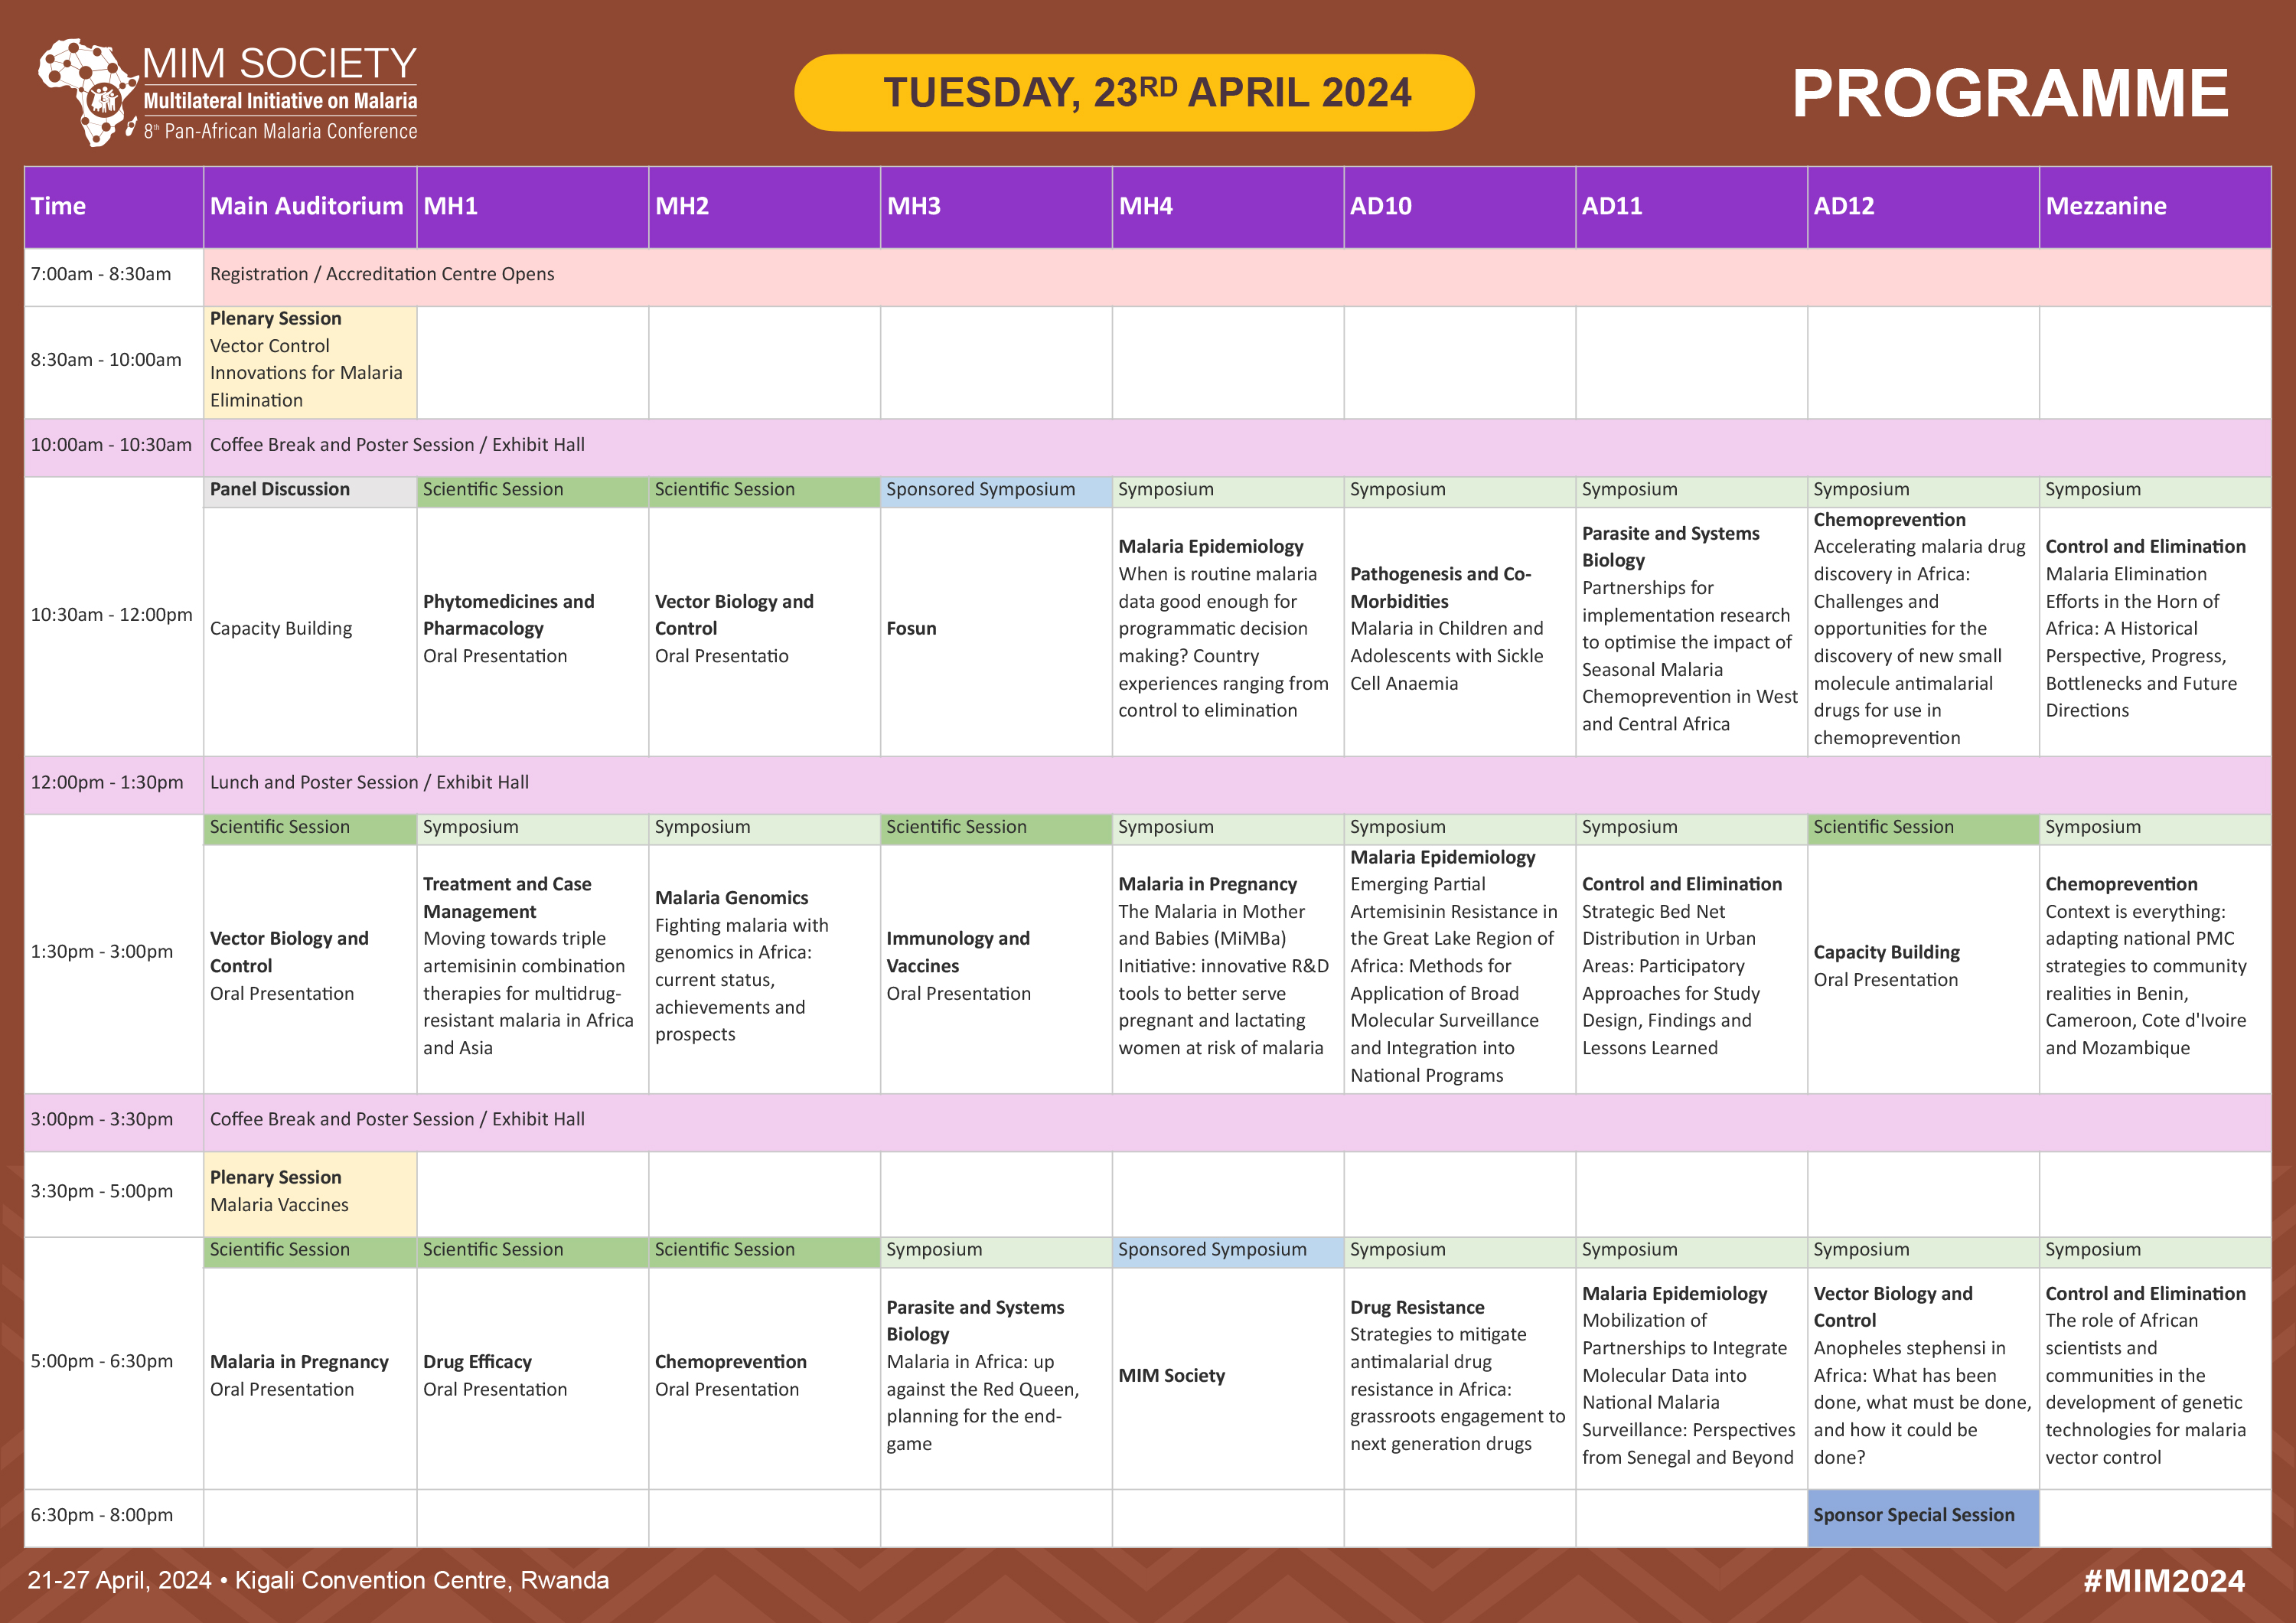 MIM SOCIETY
Multilateral Initiative on Malaria
8th Pan-African Malaria Conference
TUESDAY, 23RD APRIL 2024
PROGRAMME
Time
Main Auditorium
MH1
MH2
MH3
MH4
AD10
AD11
AD12
Mezzanine
7:00am - 8:30am
Registration / Accreditation Centre Opens
8:30am - 10:00am
Plenary Session
Vector Control
Innovations for Malaria
Elimination
10:00am - 10:30am
Coffee Break and Poster Session / Exhibit Hall
10:30am - 12:00pm
Panel Discussion
Capacity Building
Scientific Session
Phytomedicines and
Pharmacology
Oral Presentation
Scientific Session
Vector Biology and
Control
Oral Presentatio
Sponsored Symposium
Fosun
Symposium
Malaria Epidemiology
When is routine malaria
data good enough for
programmatic decision
making? Country
experiences ranging from
control to elimination
Symposium
Pathogenesis and Co-
Morbidities
Malaria in Children and
Adolescents with Sickle
Cell Anaemia
Symposium
Parasite and Systems
Biology
Partnerships for
implementation research
to optimise the impact of
Seasonal Malaria
Chemoprevention in West
and Central Africa
Symposium
Chemoprevention
Accelerating malaria drug
discovery in Africa:
Challenges and
opportunities for the
discovery of new small
molecule antimalarial
drugs for use in
chemoprevention
Symposium
Control and Elimination
Malaria Elimination
Efforts in the Horn of
Africa: A Historical
Perspective, Progress,
Bottlenecks and Future
Directions
12:00pm - 1:30pm
Lunch and Poster Session / Exhibit Hall
1:30pm - 3:00pm
Scientific Session
Vector Biology and
Control
Oral Presentation
Symposium
Treatment and Case
Management
Moving towards triple
artemisinin combination
therapies for multidrug-
resistant malaria in Africa
and Asia
Symposium
Malaria Genomics
Fighting malaria with
genomics in Africa:
current status,
achievements and
prospects
Scientific Session
Immunology and
Vaccines
Oral Presentation
Symposium
Malaria in Pregnancy
The Malaria in Mother
and Babies (MiMBa)
Initiative: innovative R&D
tools to better serve
pregnant and lactating
women at risk of malaria
Symposium
Malaria Epidemiology
Emerging Partial
Artemisinin Resistance in
the Great Lake Region of
Africa: Methods for
Application of Broad
Molecular Surveillance
and Integration into
National Programs
Symposium
Control and Elimination
Strategic Bed Net
Distribution in Urban
Areas: Participatory
Approaches for Study
Design, Findings and
Lessons Learned
Scientific Session
Capacity Building
Oral Presentation
Symposium
Chemoprevention
Context is everything:
adapting national PMC
strategies to community
realities in Benin,
Cameroon, Cote d'Ivoire
and Mozambique
3:00pm - 3:30pm
Coffee Break and Poster Session / Exhibit Hall
3:30pm - 5:00pm
Plenary Session
Malaria Vaccines
5:00pm - 6:30pm
Scientific Session
Malaria in Pregnancy
Oral Presentation
Scientific Session
Drug Efficacy
Oral Presentation
Scientific Session
Chemoprevention
Oral Presentation
Symposium
Parasite and Systems
Biology
Malaria in Africa: up
against the Red Queen,
planning for the end-
game
Sponsored Symposium
MIM Society
Symposium
Drug Resistance
Strategies to mitigate
antimalarial drug
resistance in Africa:
grassroots engagement to
next generation drugs
Symposium
Malaria Epidemiology
Mobilization of
Partnerships to Integrate
Molecular Data into
National Malaria
Surveillance: Perspectives
from Senegal and Beyond
Symposium
Vector Biology and
Control
Anopheles stephensi in
Africa: What has been
done, what must be done,
and how it could be
done?
Symposium
Control and Elimination
The role of African
scientists and
communities in the
development of genetic
technologies for malaria
vector control
6:30pm - 8:00pm
Sponsor Special Session
21-27 April, 2024 • Kigali Convention Centre, Rwanda
#MIM2024